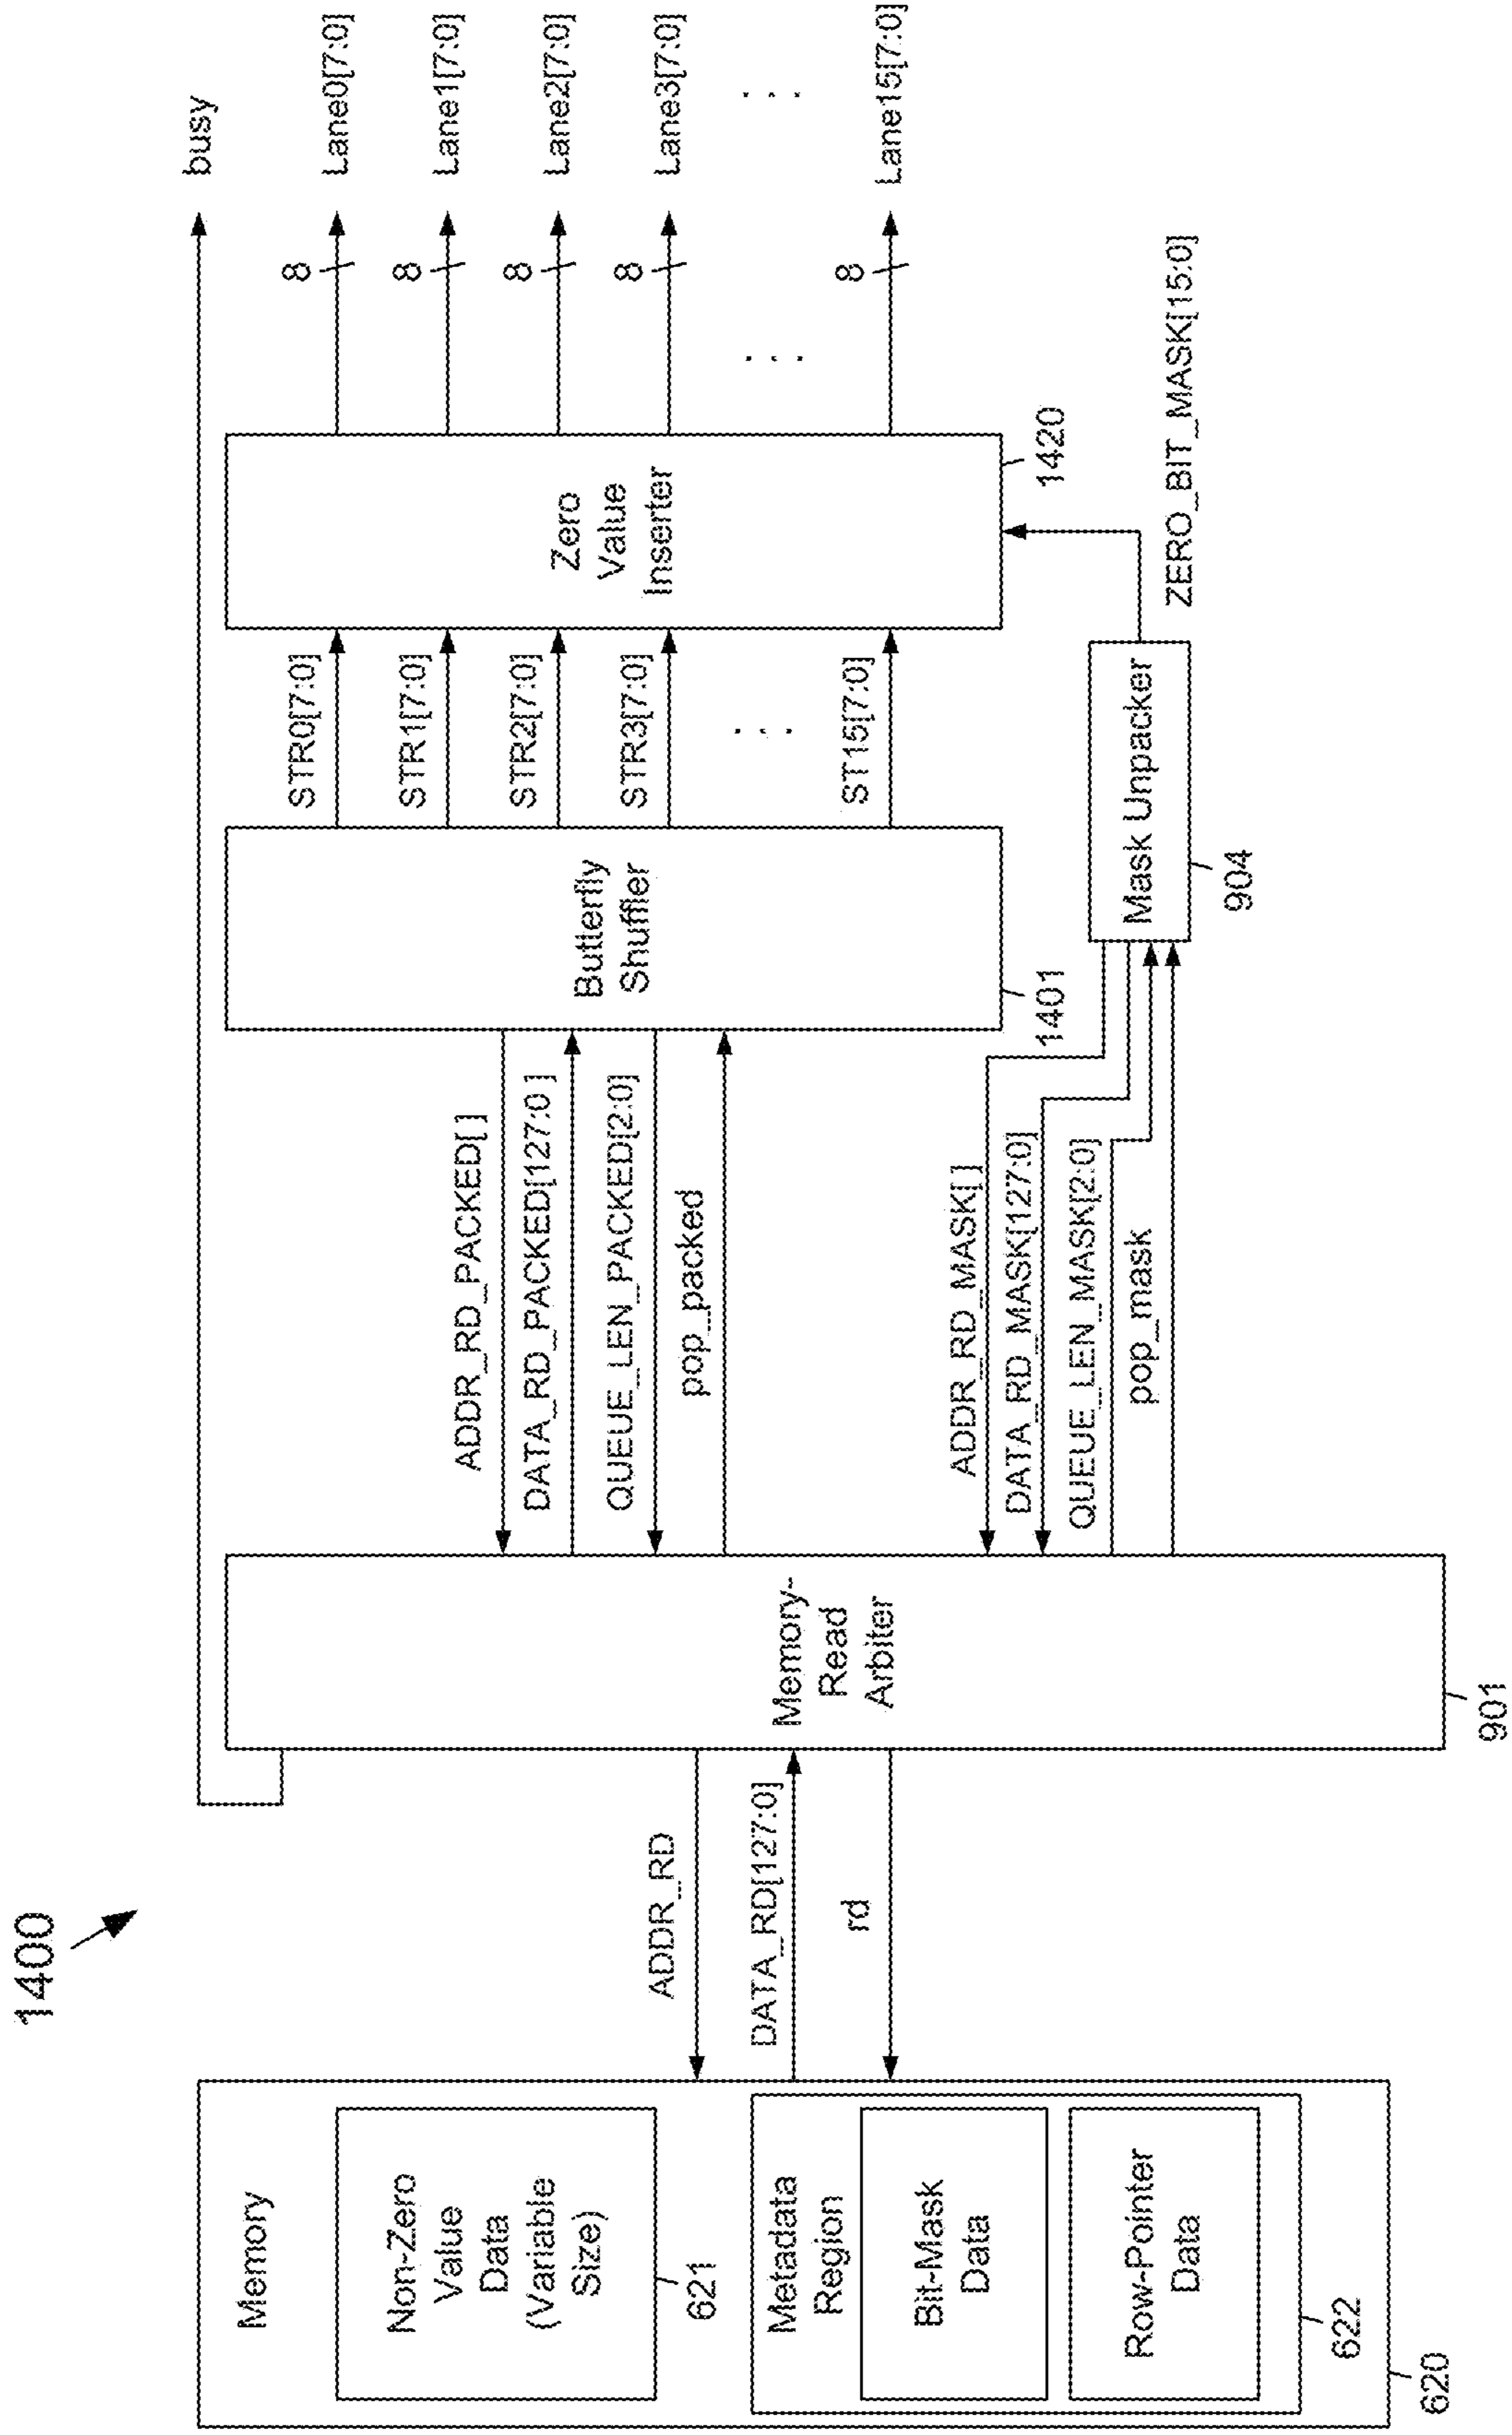 1400
Memory
Non-Zero
Value
Data
(Variable
Size)
621
Metadata
Region
Bit-Mask
Data
Row-Pointer
Data
622
620
ADDR_RD
DATA_RD[127:0]
rd
Memory-
Read
Arbiter
901
ADDR_RD_PACKED[ ]
DATA_RD_PACKED[127:0 ]
QUEUE_LEN_PACKED[2:0]
pop_packed
ADDR_RD_MASK[ ]
DATA_RD_MASK[127:0]
QUEUE_LEN_MASK[2:0]
pop_mask
Butterfly
Shuffler
1401
Mask Unpacker
904
STR0[7:0]
STR1[7:0]
STR2[7:0]
STR3[7:0]
. . .
ST15[7:0]
Zero
Value
Inserter
1420
ZERO_BIT_MASK[15:0]
8
8
8
8
. . .
8
busy
Lane0[7:0]
Lane1[7:0]
Lane2[7:0]
Lane3[7:0]
. . .
Lane15[7:0]